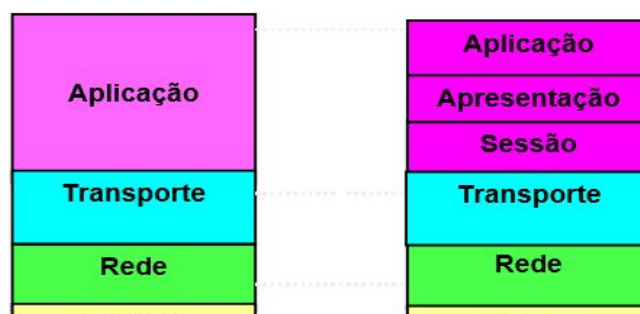 Aplicação
Transporte
Rede
Aplicação
Apresentação
Sessão
Transporte
Rede